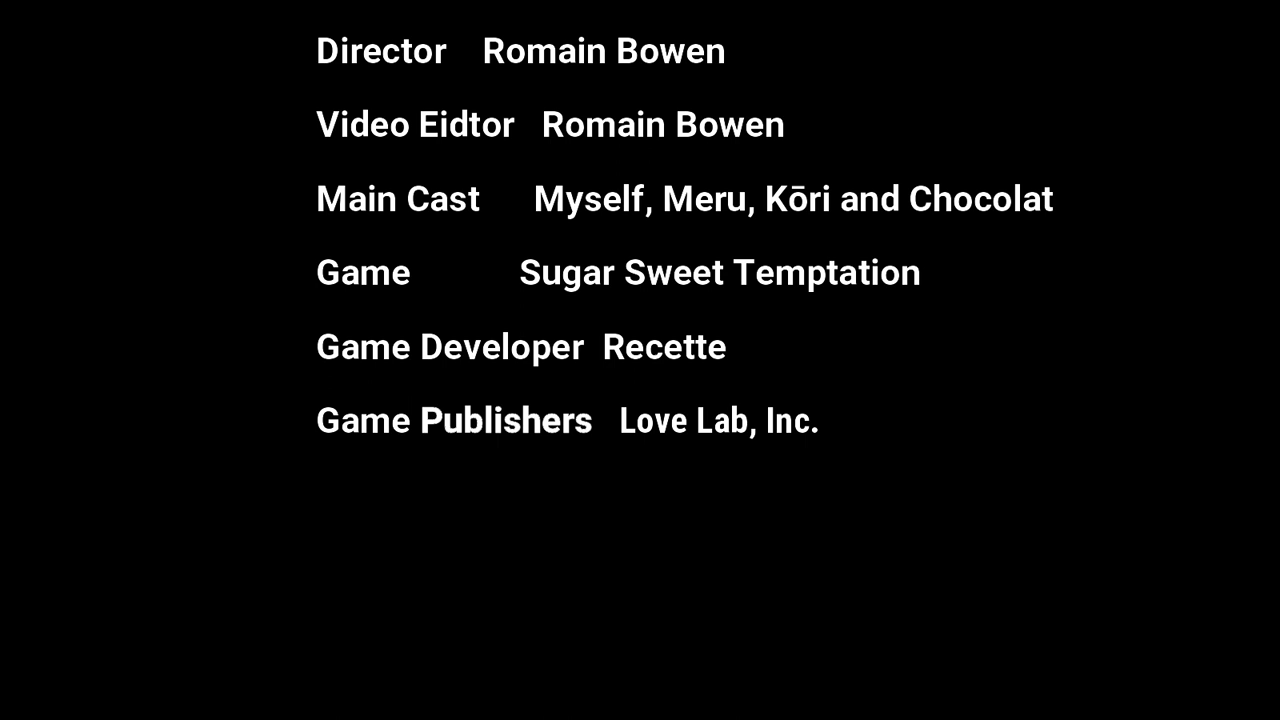 Director Romain Bowen
Video Eidtor Romain Bowen
Main Cast Myself, Meru, Kōri and Chocolat
Game Sugar Sweet Temptation
Game Developer Recette
Game Publishers Love Lab, Inc.